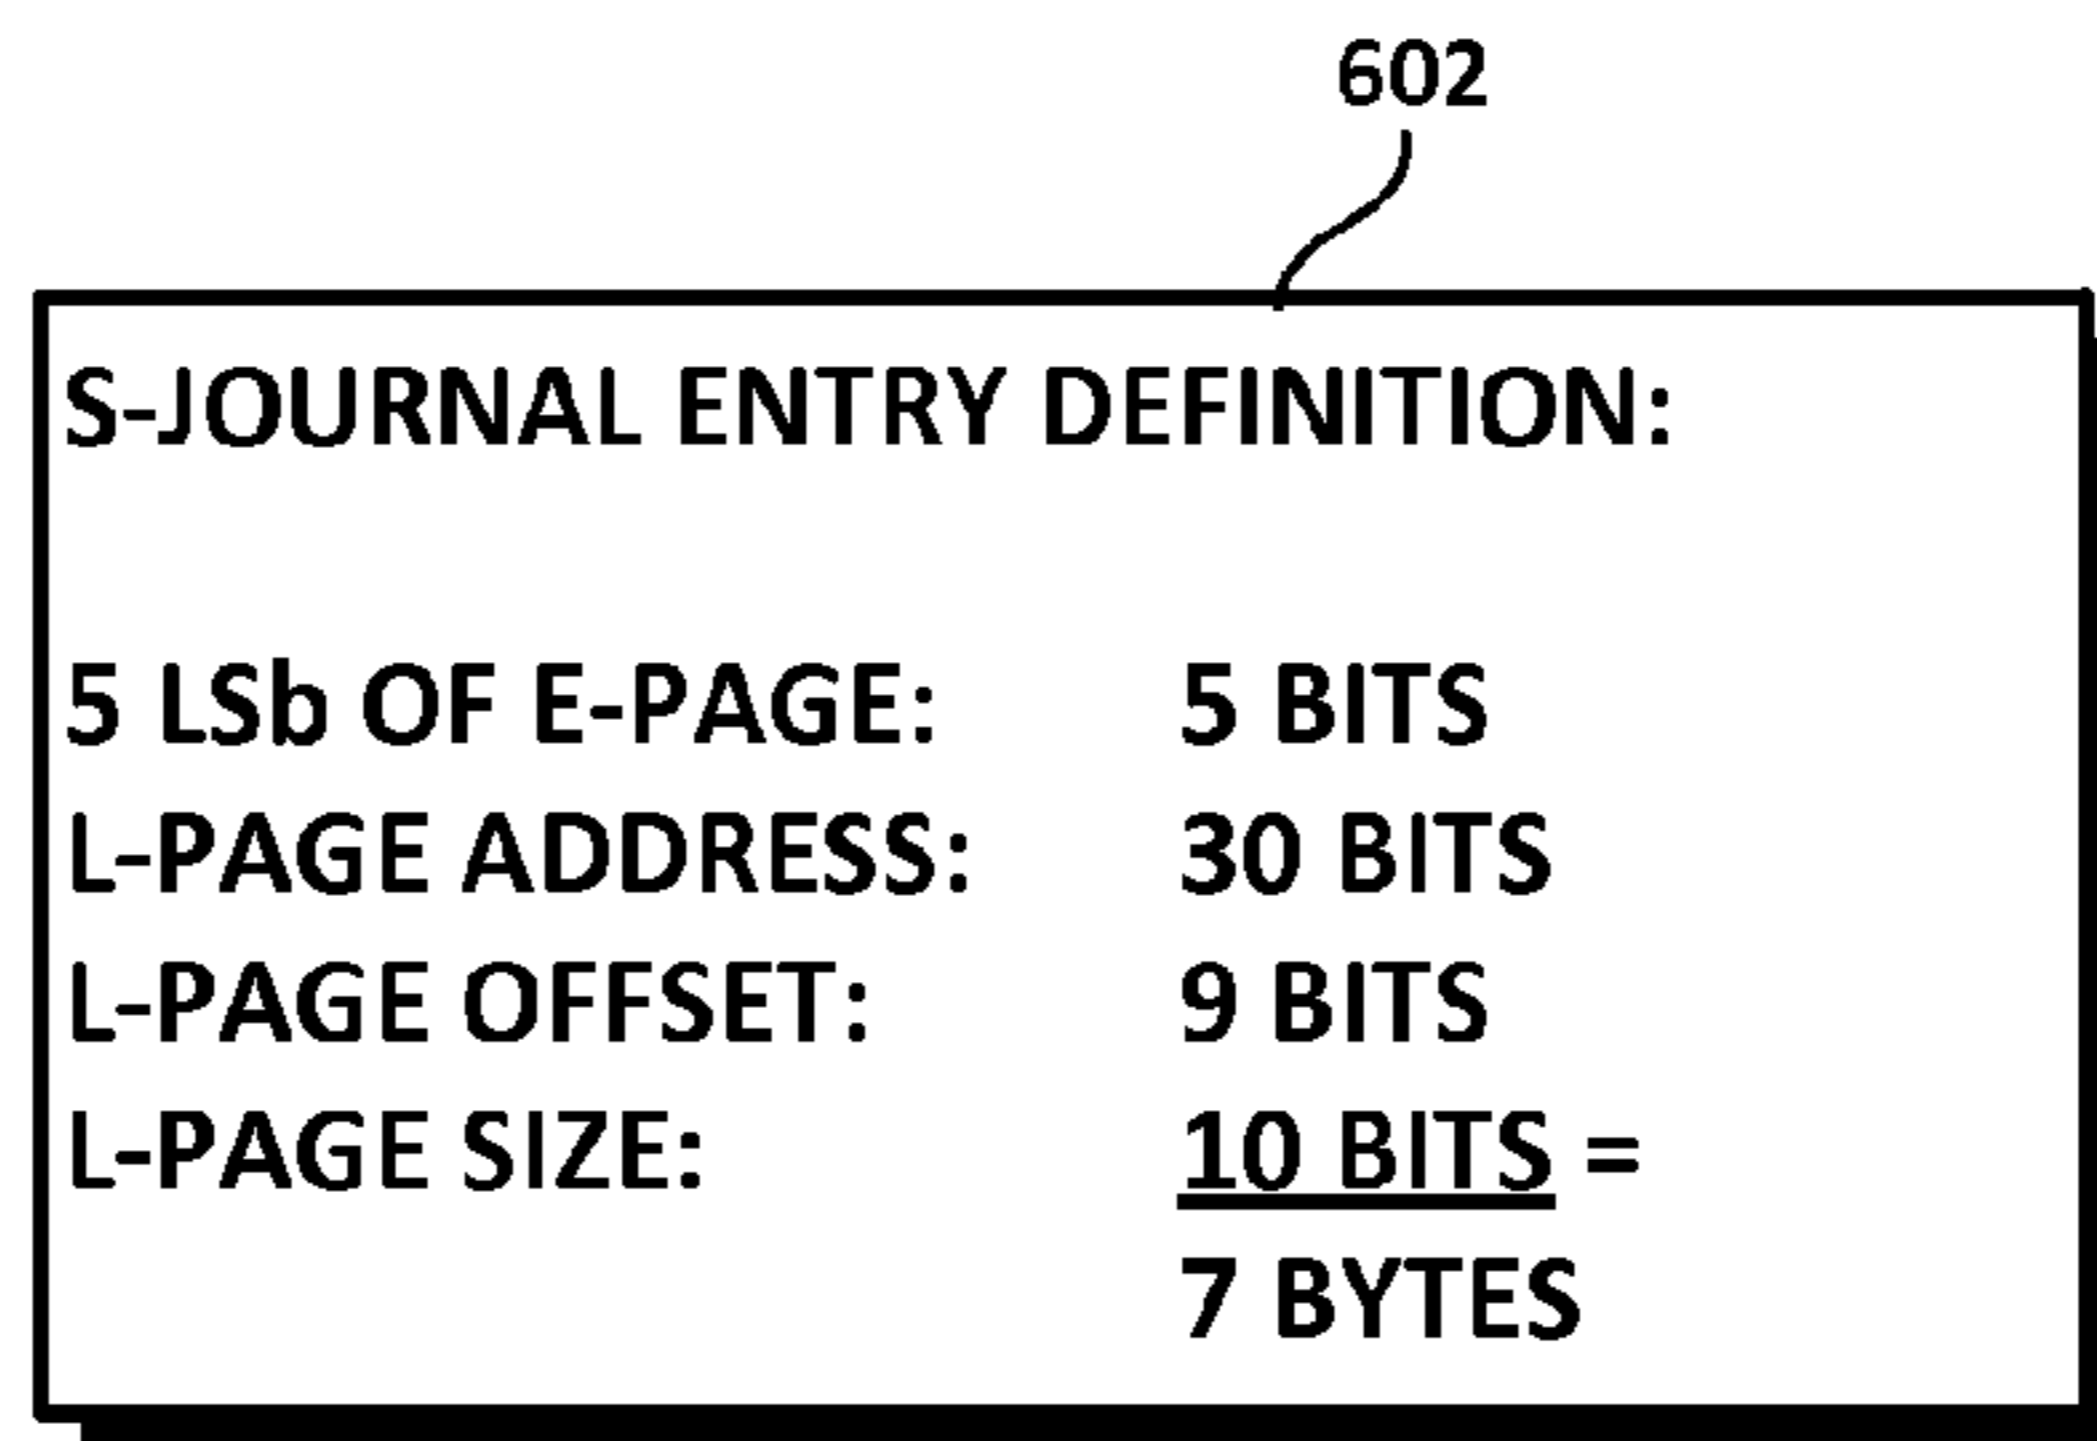 602
S-JOURNAL ENTRY DEFINITION:
5 LSb OF E-PAGE: 5 BITS
L-PAGE ADDRESS: 30 BITS
L-PAGE OFFSET: 9 BITS
L-PAGE SIZE: 10 BITS =
7 BYTES